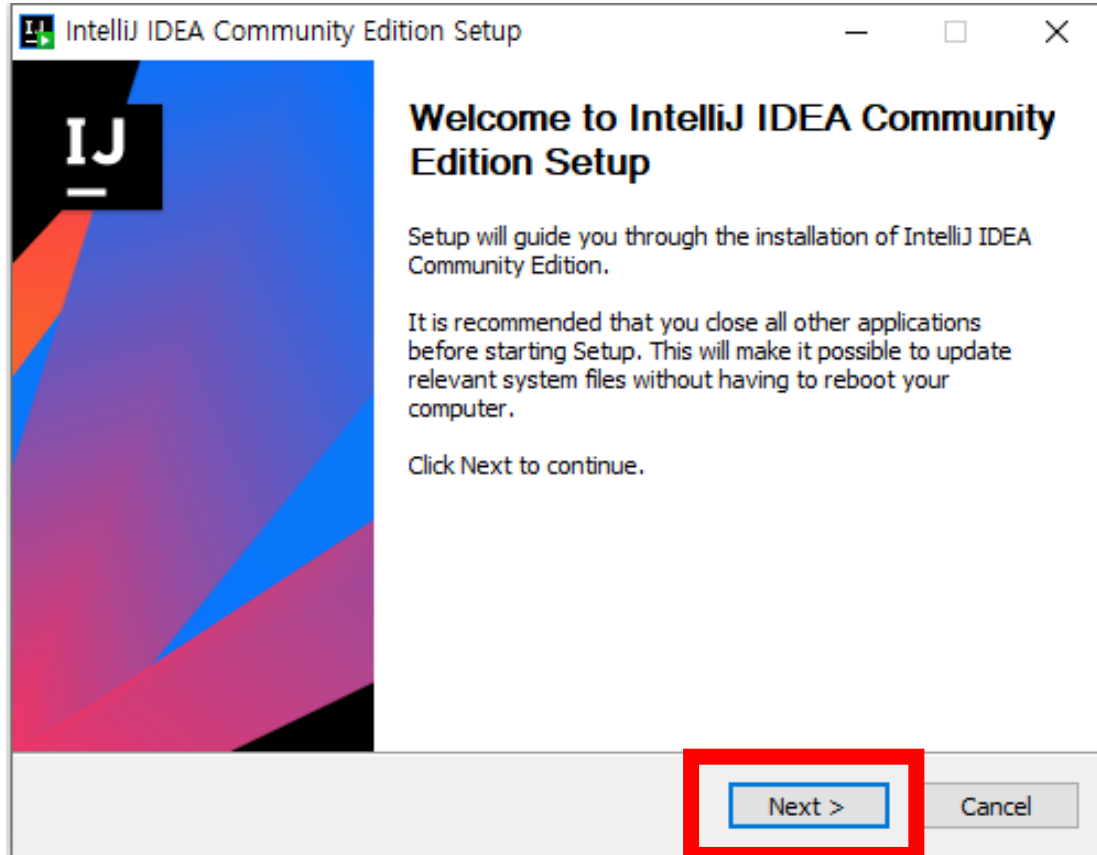 IntelliJ IDEA Community Edition Setup
IJ
Welcome to IntelliJ IDEA Community
Edition Setup
Setup will guide you through the installation of IntelliJ IDEA
Community Edition.
It is recommended that you close all other applications
before starting Setup. This will make it possible to update
relevant system files without having to reboot your
computer.
Click Next to continue.
Next >
Cancel